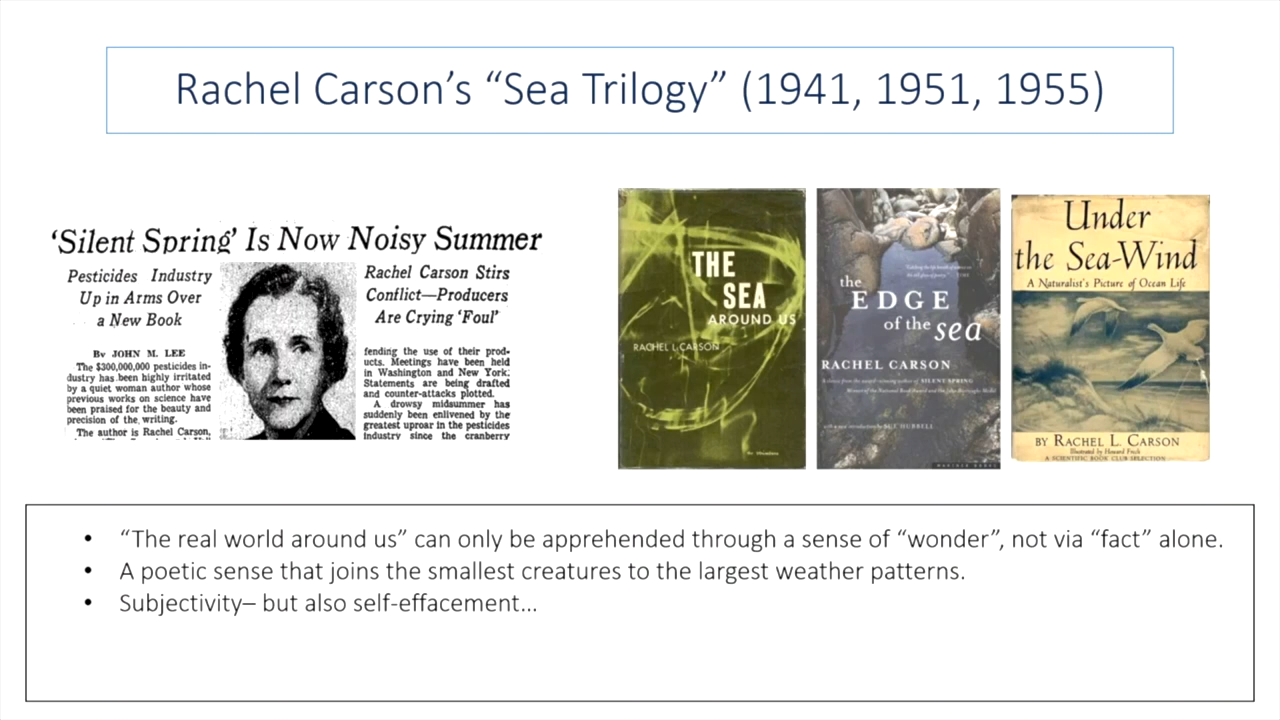 Rachel Carson’s “Sea Trilogy” (1941, 1951, 1955)
‘Silent Spring’ Is Now Noisy Summer
Pesticides Industry
Up in Arms Over
a New Book
Rachel Carson Stirs
Conflict—Producers
Are Crying ‘Foul’
By JOHN M. LEE
The $300,000,000 pesticides in-
dustry has been highly irritated
by a quiet woman author whose
previous works on science have
been praised for the beauty and
precision of the writing.
The author is Rachel Carson,
fending the use of their prod-
ucts. Meetings have been held
in Washington and New York.
Statements are being drafted
and counter-attacks plotted.
A drowsy midsummer has
suddenly been enlivened by the
greatest uproar in the pesticides
industry since the cranberry
THE
SEA
AROUND US
RACHEL L. CARSON
the
EDGE
of the sea
RACHEL CARSON
Under
the Sea-Wind
A Naturalist's Picture of Ocean Life
BY RACHEL L. CARSON
Illustrated by Howard Frech
A SCIENTIFIC BOOK CLUB SELECTION
• “The real world around us” can only be apprehended through a sense of “wonder”, not via “fact” alone.
• A poetic sense that joins the smallest creatures to the largest weather patterns.
• Subjectivity– but also self-effacement...